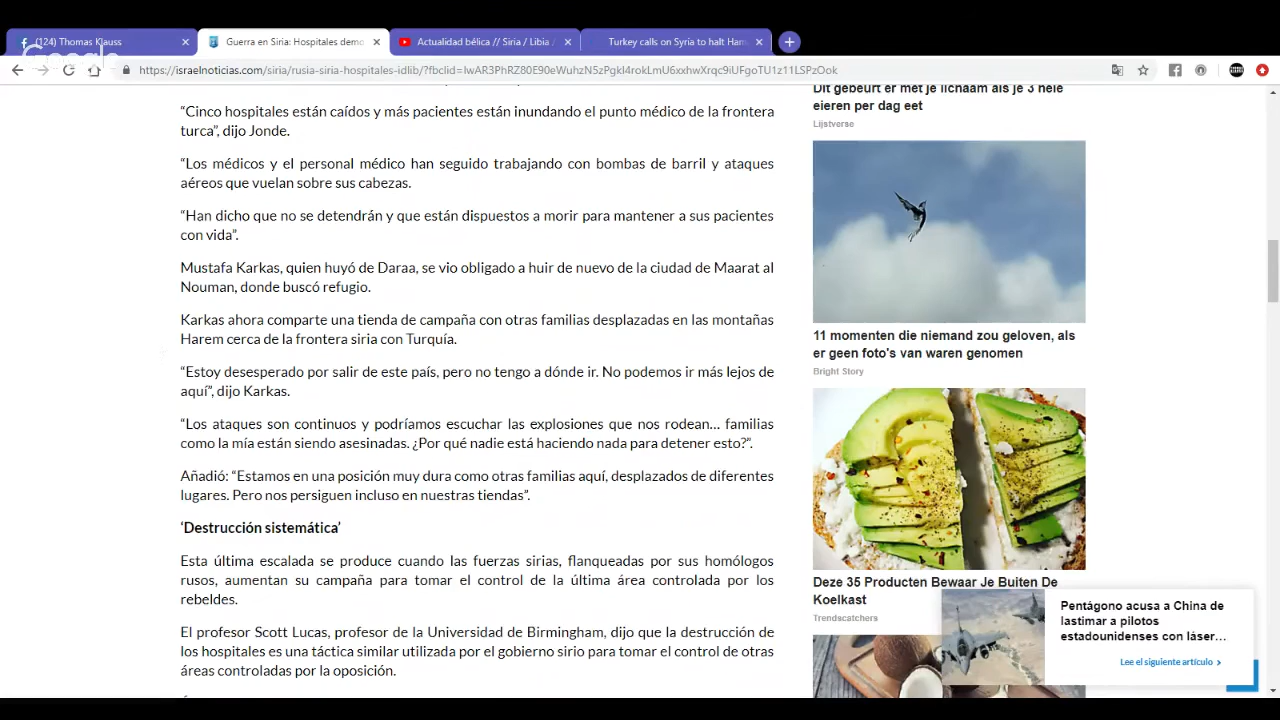 (124) Thomas Klauss
Guerra en Siria: Hospitales demo
Actualidad bélica // Siria / Libia /
Turkey calls on Syria to halt Ham
Google
https://israelnoticias.com/siria/rusia-siria-hospitales-idlib/?fbclid=IwAR3PhRZ80E90eWuhzN5zPgkI4rokLmU6xxhwXrqc9iUFgoTU1z11LSPzOok
“Cinco hospitales están caídos y más pacientes están inundando el punto médico de la frontera
turca”, dijo Jonde.
“Los médicos y el personal médico han seguido trabajando con bombas de barril y ataques
aéreos que vuelan sobre sus cabezas.
“Han dicho que no se detendrán y que están dispuestos a morir para mantener a sus pacientes
con vida”.
Mustafa Karkas, quien huyó de Daraa, se vio obligado a huir de nuevo de la ciudad de Maarat al
Nouman, donde buscó refugio.
Karkas ahora comparte una tienda de campaña con otras familias desplazadas en las montañas
Harem cerca de la frontera siria con Turquía.
“Estoy desesperado por salir de este país, pero no tengo a dónde ir. No podemos ir más lejos de
aquí”, dijo Karkas.
“Los ataques son continuos y podríamos escuchar las explosiones que nos rodean… familias
como la mía están siendo asesinadas. ¿Por qué nadie está haciendo nada para detener esto?”.
Añadió: “Estamos en una posición muy dura como otras familias aquí, desplazados de diferentes
lugares. Pero nos persiguen incluso en nuestras tiendas”.
‘Destrucción sistemática’
Esta última escalada se produce cuando las fuerzas sirias, flanqueadas por sus homólogos
rusos, aumentan su campaña para tomar el control de la última área controlada por los
rebeldes.
El profesor Scott Lucas, profesor de la Universidad de Birmingham, dijo que la destrucción de
los hospitales es una táctica similar utilizada por el gobierno sirio para tomar el control de otras
áreas controladas por la oposición.
Dit gebeurt er met je lichaam als je 3 hele
eieren per dag eet
Lijstverse
11 momenten die niemand zou geloven, als
er geen foto's van waren genomen
Bright Story
Deze 35 Producten Bewaar Je Buiten De
Koelkast
Trendscatchers
Pentágono acusa a China de
lastimar a pilotos
estadounidenses con láser…
Lee el siguiente artículo